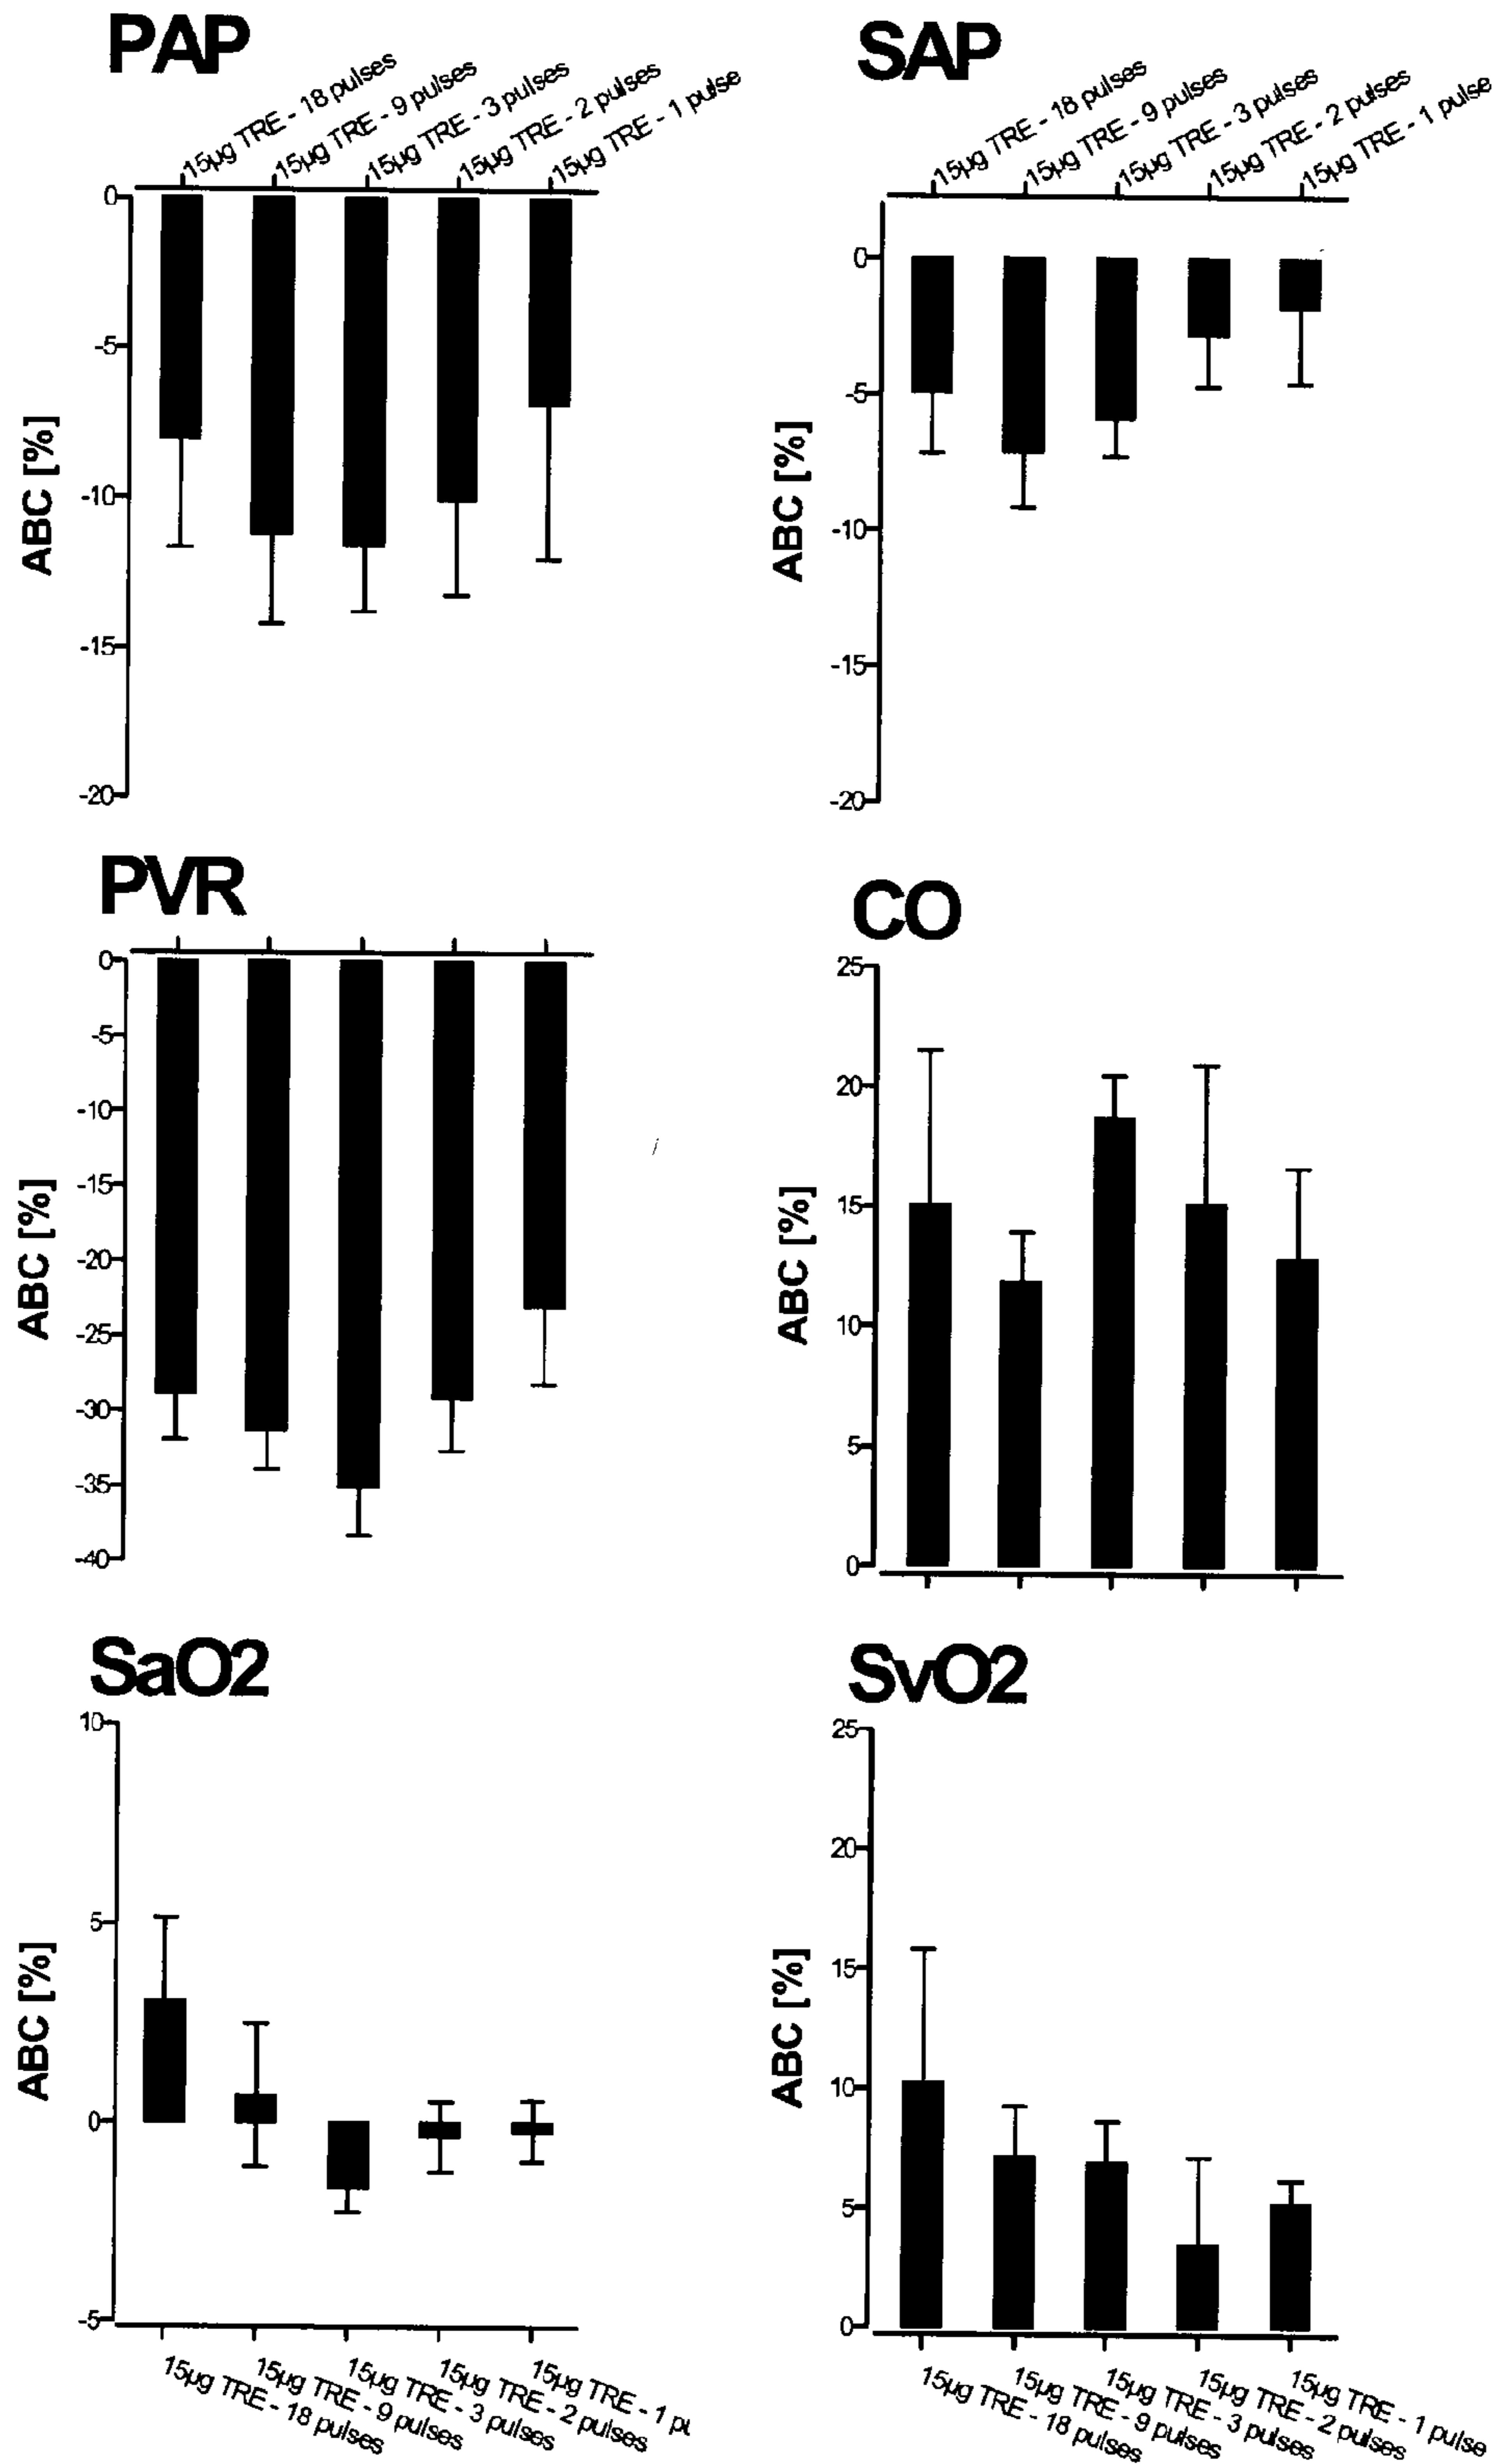 PAP
15µg TRE - 18 pulses
15µg TRE - 9 pulses
15µg TRE - 3 pulses
15µg TRE - 2 pulses
15µg TRE - 1 pulse
0
-5
-10
-15
-20
ABC [%]
SAP
15µg TRE - 18 pulses
15µg TRE - 9 pulses
15µg TRE - 3 pulses
15µg TRE - 2 pulses
15µg TRE - 1 pulse
0
-5
-10
-15
-20
ABC [%]
PVR
0
-5
-10
-15
-20
-25
-30
-35
-40
ABC [%]
CO
25
20
15
10
5
0
ABC [%]
SaO2
10
5
0
-5
ABC [%]
15µg TRE - 18 pulses
15µg TRE - 9 pulses
15µg TRE - 3 pulses
15µg TRE - 2 pulses
15µg TRE - 1 pu
SvO2
25
20
15
10
5
0
ABC [%]
15µg TRE - 18 pulses
15µg TRE - 9 pulses
15µg TRE - 3 pulses
15µg TRE - 2 pulses
15µg TRE - 1 pulse